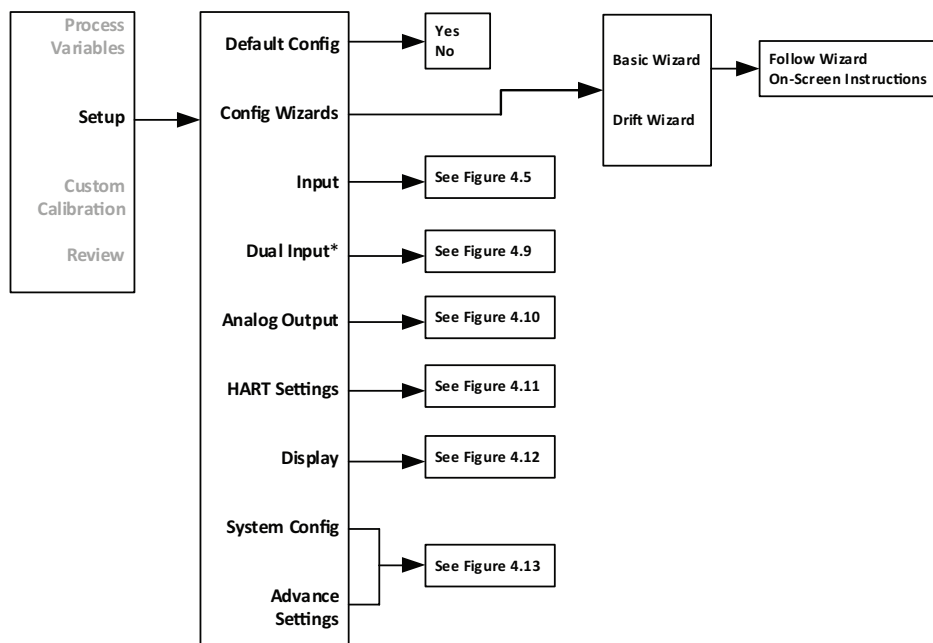 Process
Variables
Setup
Custom
Calibration
Review
Default Config
Config Wizards
Input
Dual Input*
Analog Output
HART Settings
Display
System Config
Advance
Settings
Yes
No
Basic Wizard
Drift Wizard
Follow Wizard
On-Screen Instructions
See Figure 4.5
See Figure 4.9
See Figure 4.10
See Figure 4.11
See Figure 4.12
See Figure 4.13